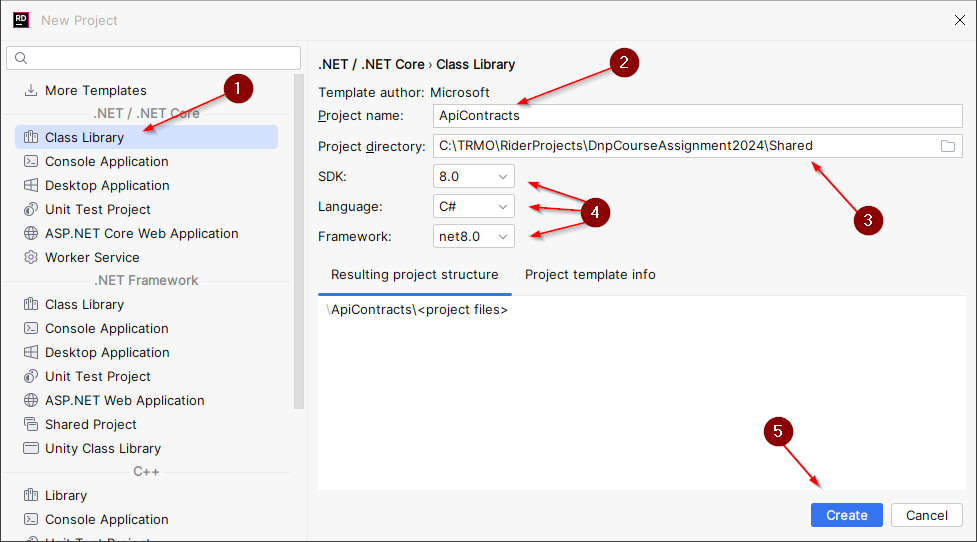 RD New Project
More Templates
.NET / .NET Core
Class Library
Console Application
Desktop Application
Unit Test Project
ASP.NET Core Web Application
Worker Service
.NET Framework
Class Library
Console Application
Desktop Application
Unit Test Project
ASP.NET Web Application
Shared Project
Unity Class Library
C++
Library
Console Application
1
.NET / .NET Core › Class Library
2
Template author: Microsoft
Project name: ApiContracts
Project directory: C:\TRMO\RiderProjects\DnpCourseAssignment2024\Shared
3
SDK: 8.0
Language: C#
Framework: net8.0
4
Resulting project structure Project template info
\ApiContracts\<project files>
5
Create Cancel